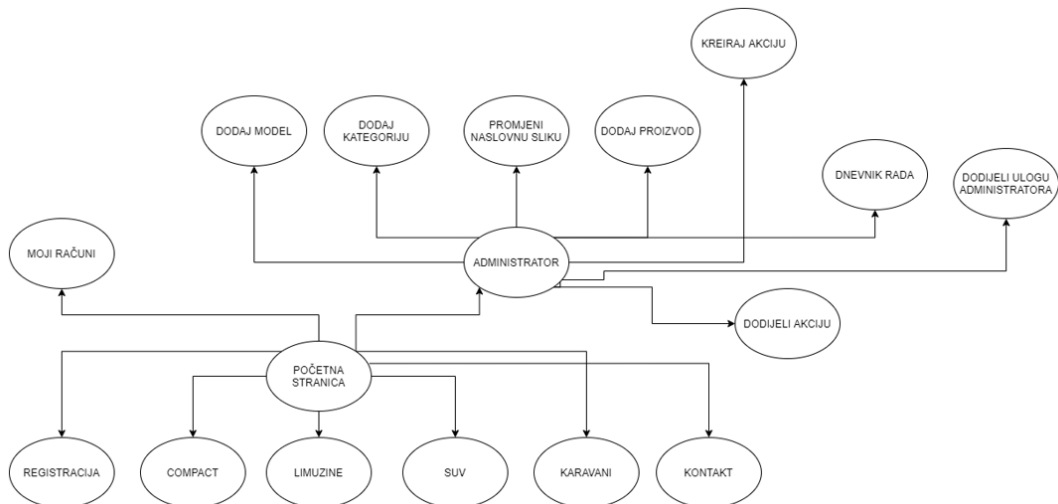 KREIRAJ AKCIJU
DODAJ MODEL
DODAJ
KATEGORIJU
PROMJENI
NASLOVNU SLIKU
DODAJ PROIZVOD
DNEVNIK RADA
DODIJELI ULOGU
ADMINISTRATORA
MOJI RAČUNI
ADMINISTRATOR
DODIJELI AKCIJU
POČETNA
STRANICA
REGISTRACIJA
COMPACT
LIMUZINE
SUV
KARAVANI
KONTAKT